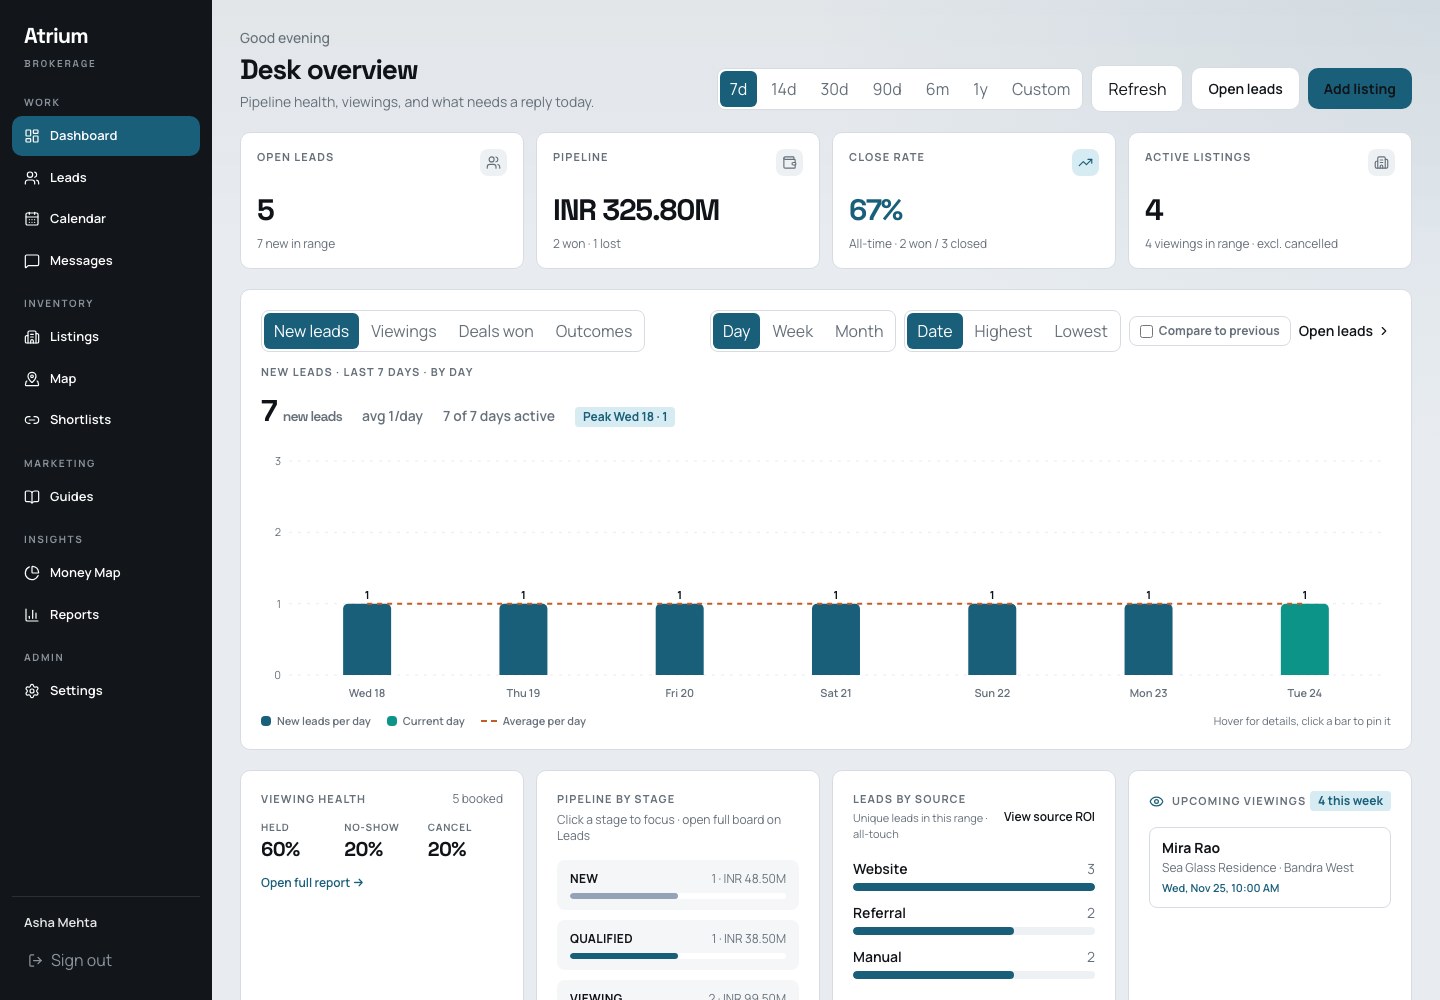 Atrium
BROKERAGE
WORK
Dashboard
Leads
Calendar
Messages
INVENTORY
Listings
Map
Shortlists
MARKETING
Guides
INSIGHTS
Money Map
Reports
ADMIN
Settings
Asha Mehta
Sign out
Good evening
Desk overview
Pipeline health, viewings, and what needs a reply today.
7d 14d 30d 90d 6m 1y Custom Refresh Open leads Add listing
OPEN LEADS
5
7 new in range
PIPELINE
INR 325.80M
2 won · 1 lost
CLOSE RATE
67%
All-time · 2 won / 3 closed
ACTIVE LISTINGS
4
4 viewings in range · excl. cancelled
New leads Viewings Deals won Outcomes Day Week Month Date Highest Lowest Compare to previous Open leads
NEW LEADS · LAST 7 DAYS · BY DAY
7 new leads avg 1/day 7 of 7 days active Peak Wed 18 · 1
3
2
1
0
1 1 1 1 1 1 1
Wed 18 Thu 19 Fri 20 Sat 21 Sun 22 Mon 23 Tue 24
New leads per day Current day Average per day Hover for details, click a bar to pin it
VIEWING HEALTH 5 booked
HELD NO-SHOW CANCEL
60% 20% 20%
Open full report →
PIPELINE BY STAGE
Click a stage to focus · open full board on
Leads
NEW 1 · INR 48.50M
QUALIFIED 1 · INR 38.50M
VIEWING 2 · INR 99.50M
LEADS BY SOURCE
Unique leads in this range ·
all-touch
View source ROI
Website 3
Referral 2
Manual 2
UPCOMING VIEWINGS 4 this week
Mira Rao
Sea Glass Residence · Bandra West
Wed, Nov 25, 10:00 AM